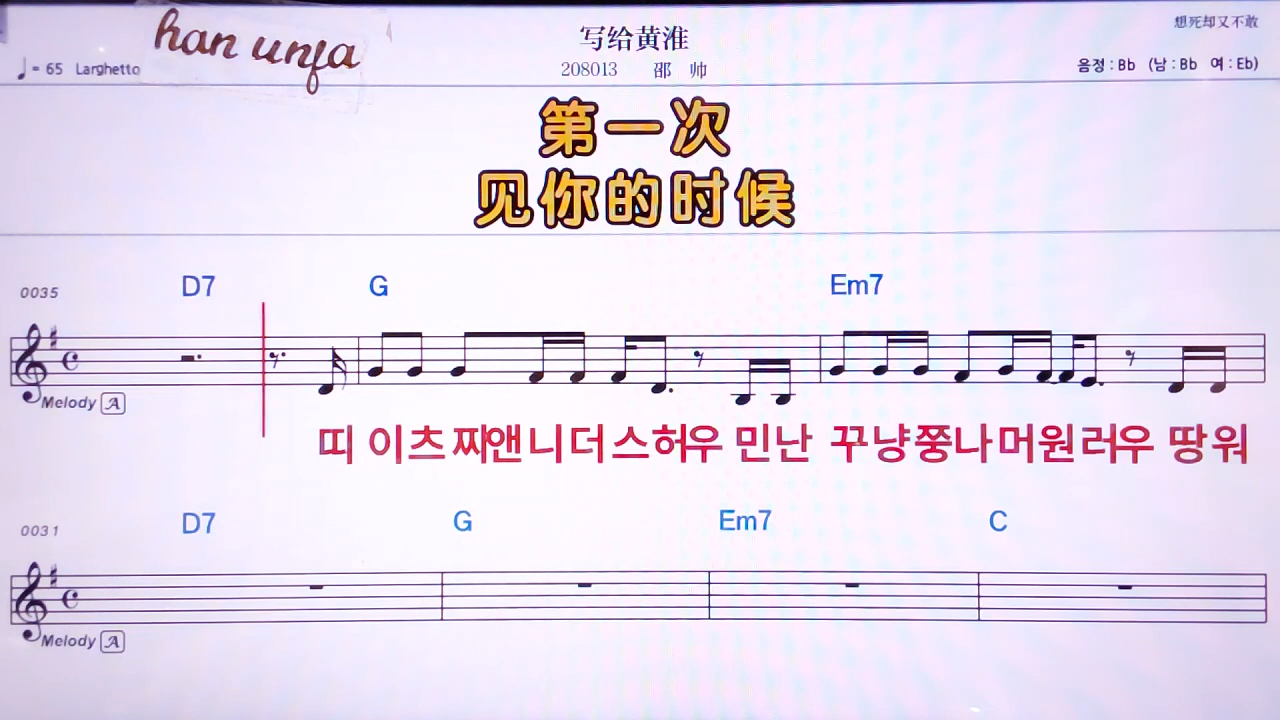 han unfa
写给黄淮
想死却又不敢
♩= 65 Larghetto
208013 邵 帅
음정 : Bb (남 : Bb 여 : Eb)
第一次
见你的时候
D7 G Em7
0035
Melody A
띠 이츠 찌앤니더스허우 민난 꾸냥쭝나머원러우 땅워
D7 G Em7 C
0031
Melody A